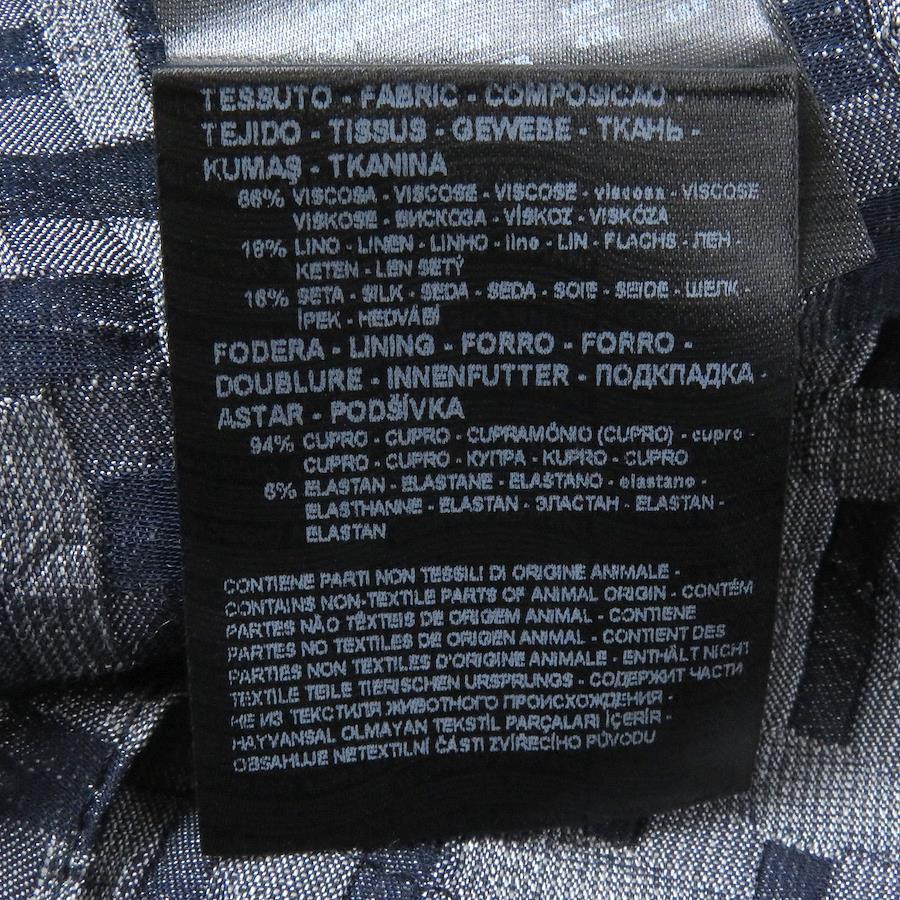 TESSUTO - FABRIC - COMPOSICAO -
TEJIDO - TISSUS - GEWEBE - ТКАНЬ -
KUMAŞ - TKANINA
66% VISCOSA - VISCOSE - VISCOSE - viscosa - VISCOSE
VISKOSE - ВИСКОЗА - VİSKOZ - VISKÓZA
18% LINO - LINEN - LINHO - lino - LIN - FLACHS - ЛЕН -
KETEN - LEN SETÝ
16% SETA - SILK - SEDA - SEDA - SOIE - SEIDE - ШЕЛК -
İPEK - HEDVÁBÍ
FODERA - LINING - FORRO - FORRO -
DOUBLURE - INNENFUTTER - ПОДКЛАДКА -
ASTAR - PODŠÍVKA
94% CUPRO - CUPRO - CUPRAMÓNIO (CUPRO) - cupro -
CUPRO - CUPRO - КУПРА - KUPRO - CUPRO
6% ELASTAN - ELASTANE - ELASTANO - elastano -
ELASTHANNE - ELASTAN - ЭЛАСТАН - ELASTAN -
ELASTAN
CONTIENE PARTI NON TESSILI DI ORIGINE ANIMALE -
CONTAINS NON-TEXTILE PARTS OF ANIMAL ORIGIN - CONTÉM
PARTES NÃO TÊXTEIS DE ORIGEM ANIMAL - CONTIENE
PARTES NO TEXTILES DE ORIGEN ANIMAL - CONTIENT DES
PARTIES NON TEXTILES D'ORIGINE ANIMALE - ENTHÄLT NICHT
TEXTILE TEILE TIERISCHEN URSPRUNGS - СОДЕРЖИТ ЧАСТИ
НЕ ИЗ ТЕКСТИЛЯ ЖИВОТНОГО ПРОИСХОЖДЕНИЯ -
HAYVANSAL OLMAYAN TEKSTİL PARÇALARI İÇERİR -
OBSAHUJE NETEXTILNÍ ČÁSTI ZVÍŘECÍHO PŮVODU